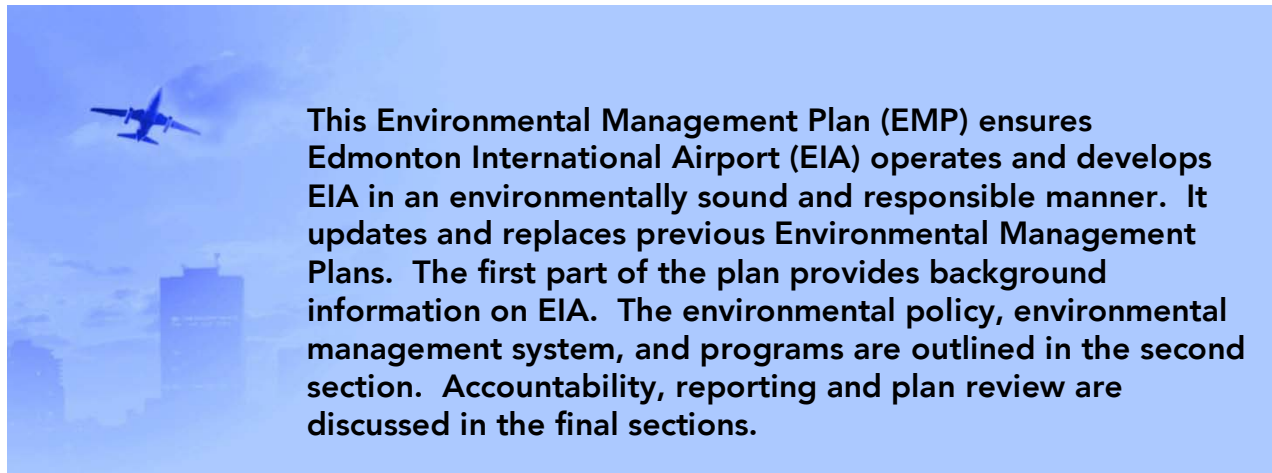 This Environmental Management Plan (EMP) ensures
Edmonton International Airport (EIA) operates and develops
EIA in an environmentally sound and responsible manner.  It
updates and replaces previous Environmental Management
Plans.  The first part of the plan provides background
information on EIA.  The environmental policy, environmental
management system, and programs are outlined in the second
section.  Accountability, reporting and plan review are
discussed in the final sections.